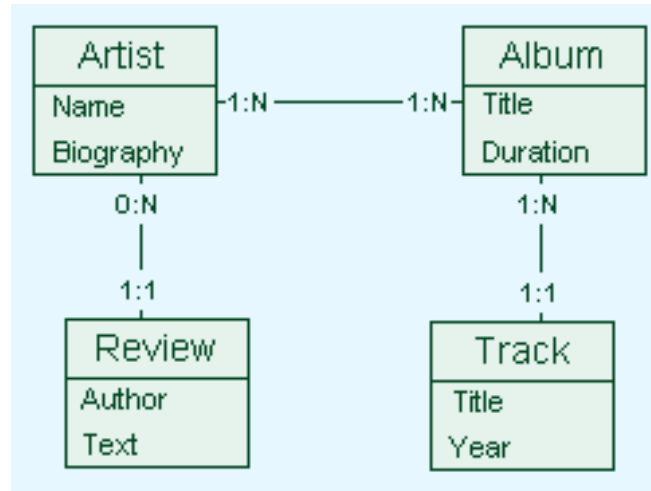 Artist
Name
Biography
1:N
1:N
Album
Title
Duration
0:N
1:1
1:N
1:1
Review
Author
Text
Track
Title
Year